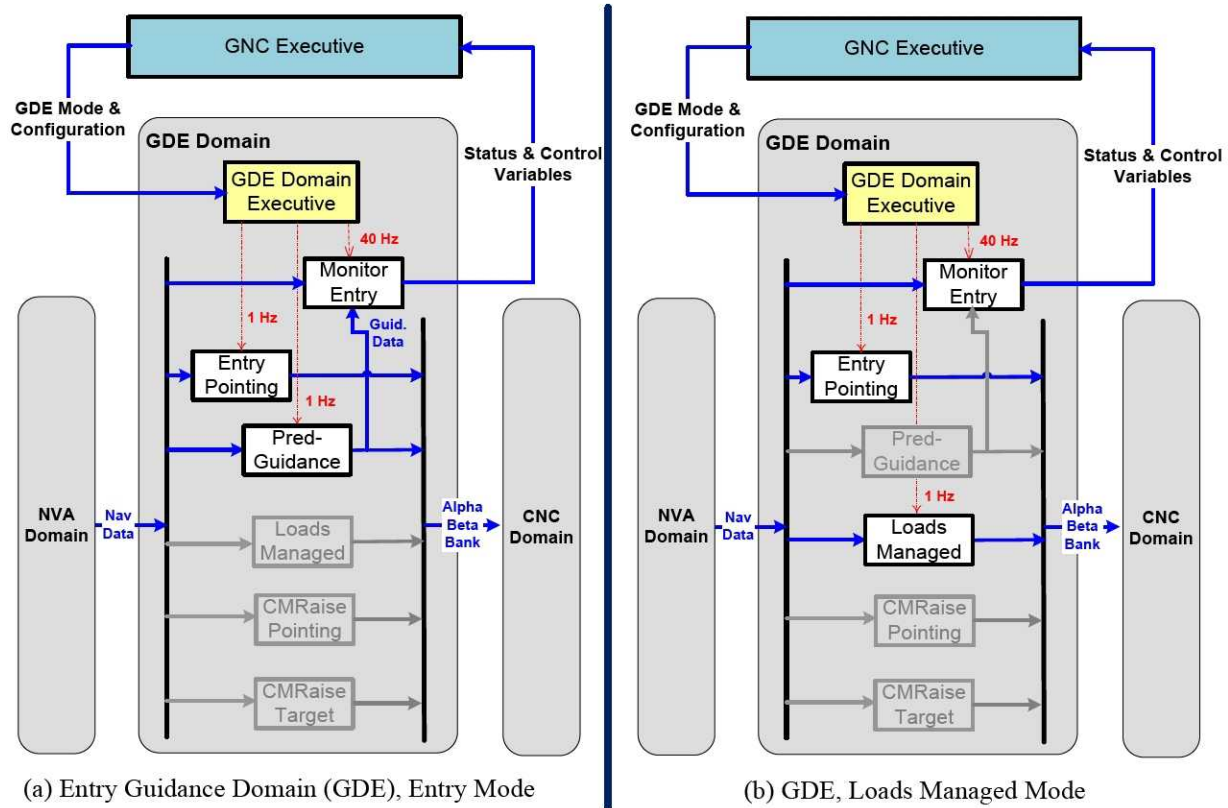 GNC Executive
GDE Mode &
Configuration
GDE Domain
Status & Control
Variables
GDE Domain
Executive
40 Hz
Monitor
Entry
1 Hz
Guid.
Data
Entry
Pointing
1 Hz
Pred-
Guidance
NVA
Domain
Nav
Data
Loads
Managed
Alpha
Beta
Bank
CNC
Domain
CMRaise
Pointing
CMRaise
Target
(a) Entry Guidance Domain (GDE), Entry Mode
GNC Executive
GDE Mode &
Configuration
GDE Domain
Status & Control
Variables
GDE Domain
Executive
40 Hz
Monitor
Entry
1 Hz
Entry
Pointing
Pred-
Guidance
1 Hz
NVA
Domain
Nav
Data
Loads
Managed
Alpha
Beta
Bank
CNC
Domain
CMRaise
Pointing
CMRaise
Target
(b) GDE, Loads Managed Mode